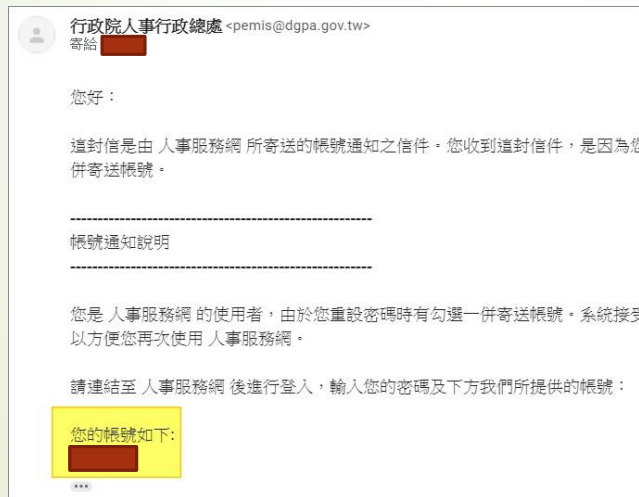 行政院人事行政總處 <pemis@dgpa.gov.tw>
寄給
您好：
這封信是由 人事服務網 所寄送的帳號通知之信件。您收到這封信件，是因為您
併寄送帳號。
------------------------------------------------------
帳號通知說明
------------------------------------------------------
您是 人事服務網 的使用者，由於您重設密碼時有勾選一併寄送帳號。系統接受
以方便您再次使用 人事服務網。
請連結至 人事服務網 後進行登入，輸入您的密碼及下方我們所提供的帳號：
您的帳號如下: